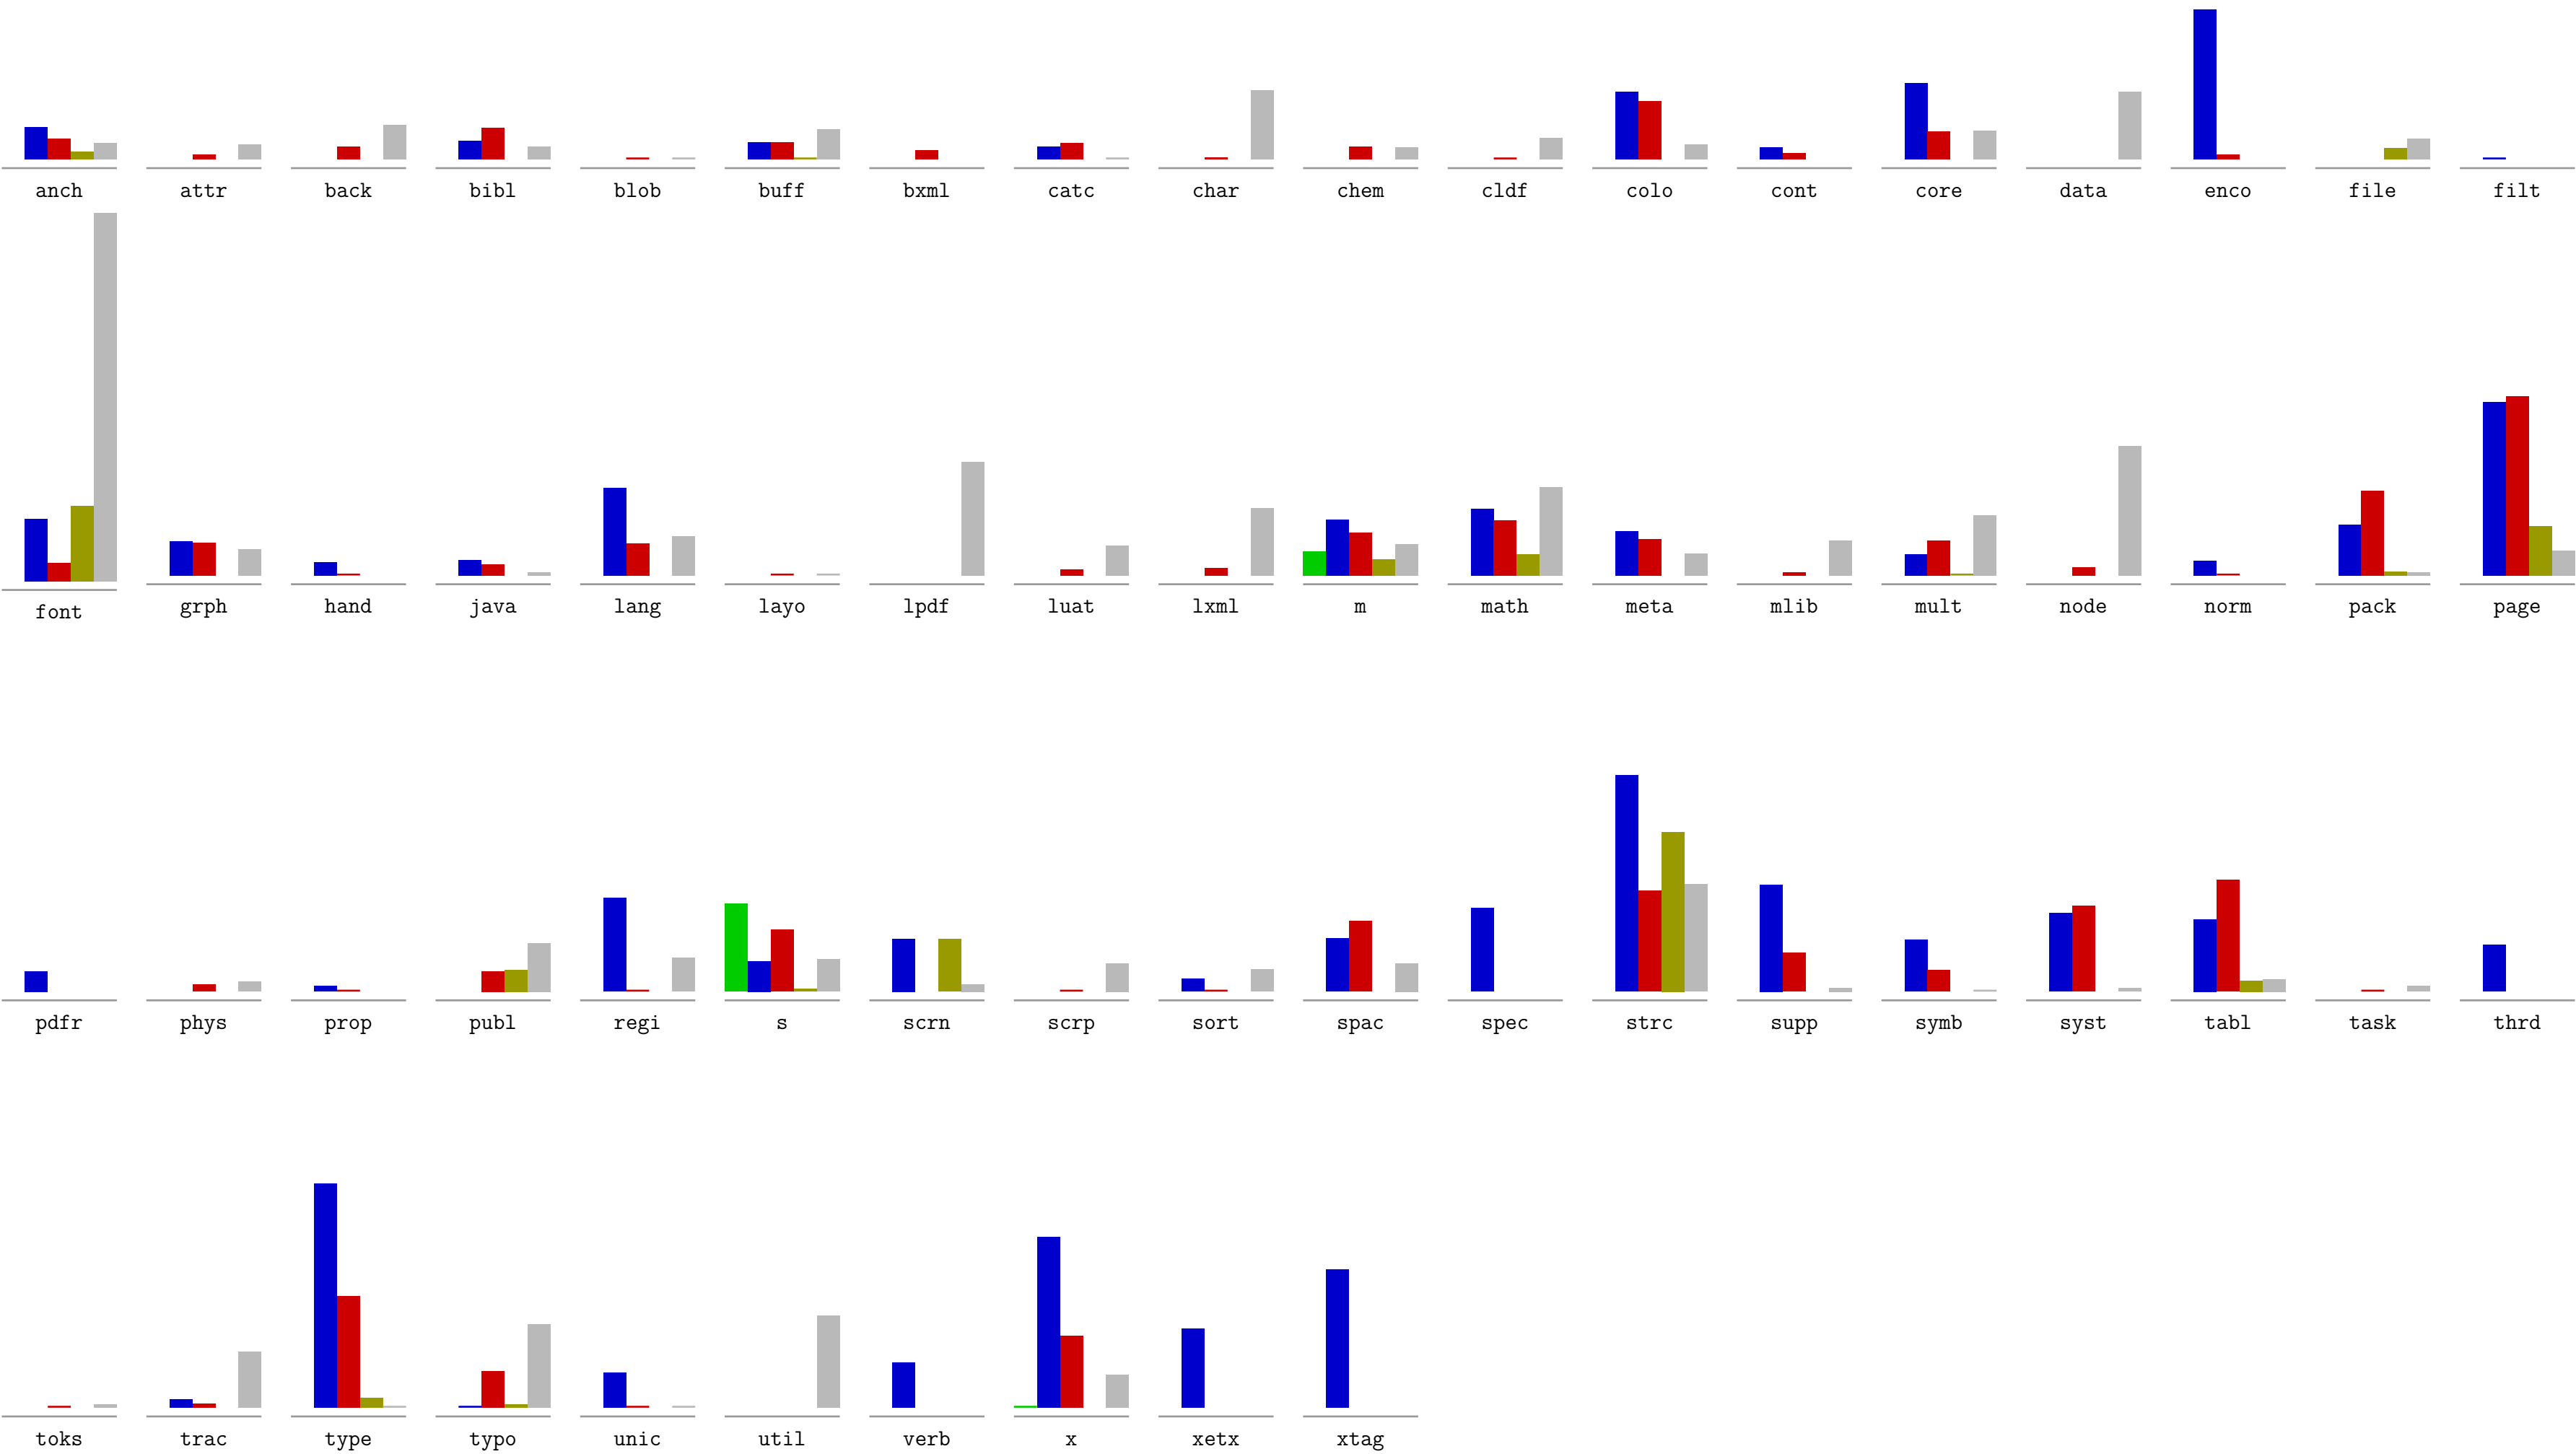 anch attr back bibl blob buff bxml catc char chem cldf colo cont core data enco file filt
font grph hand java lang layo lpdf luat lxml m math meta mlib mult node norm pack page
pdfr phys prop publ regi s scrn scrp sort spac spec strc supp symb syst tabl task thrd
toks trac type typo unic util verb x xetx xtag